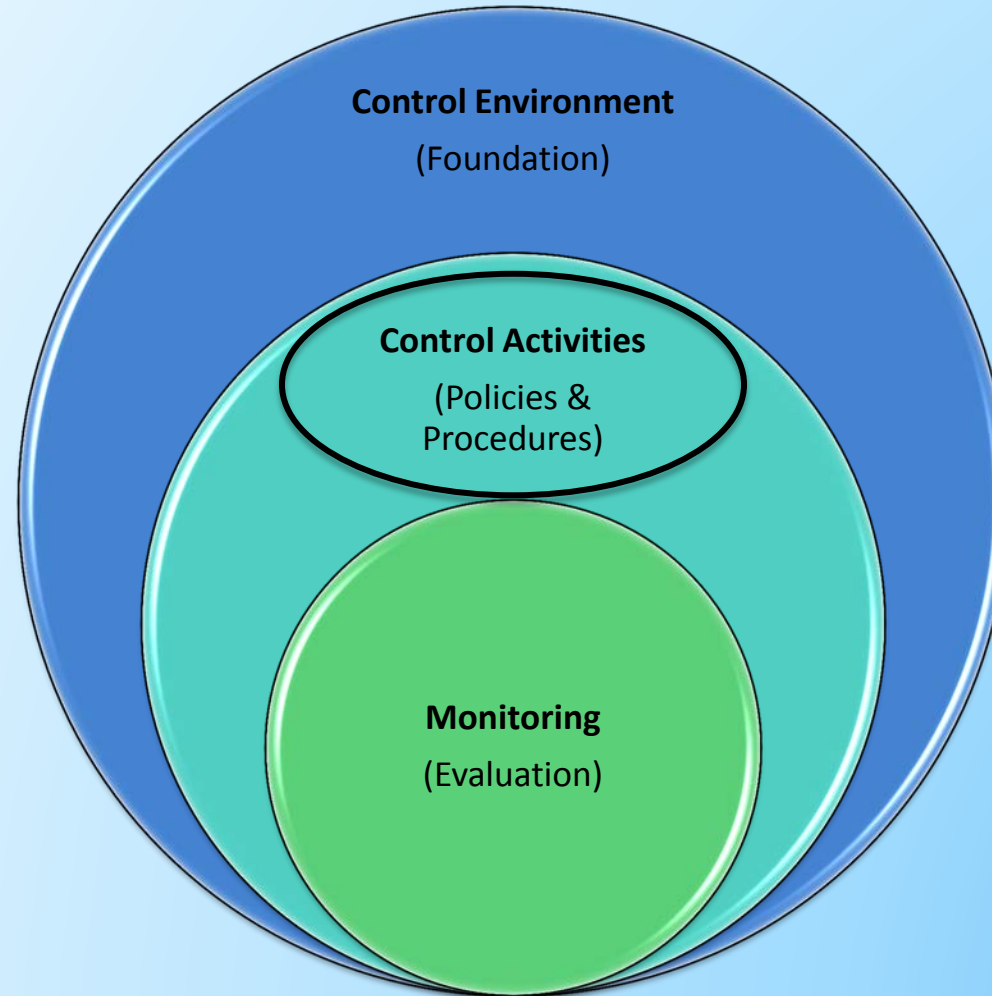 Control Environment
(Foundation)
Control Activities
(Policies &
Procedures)
Monitoring
(Evaluation)